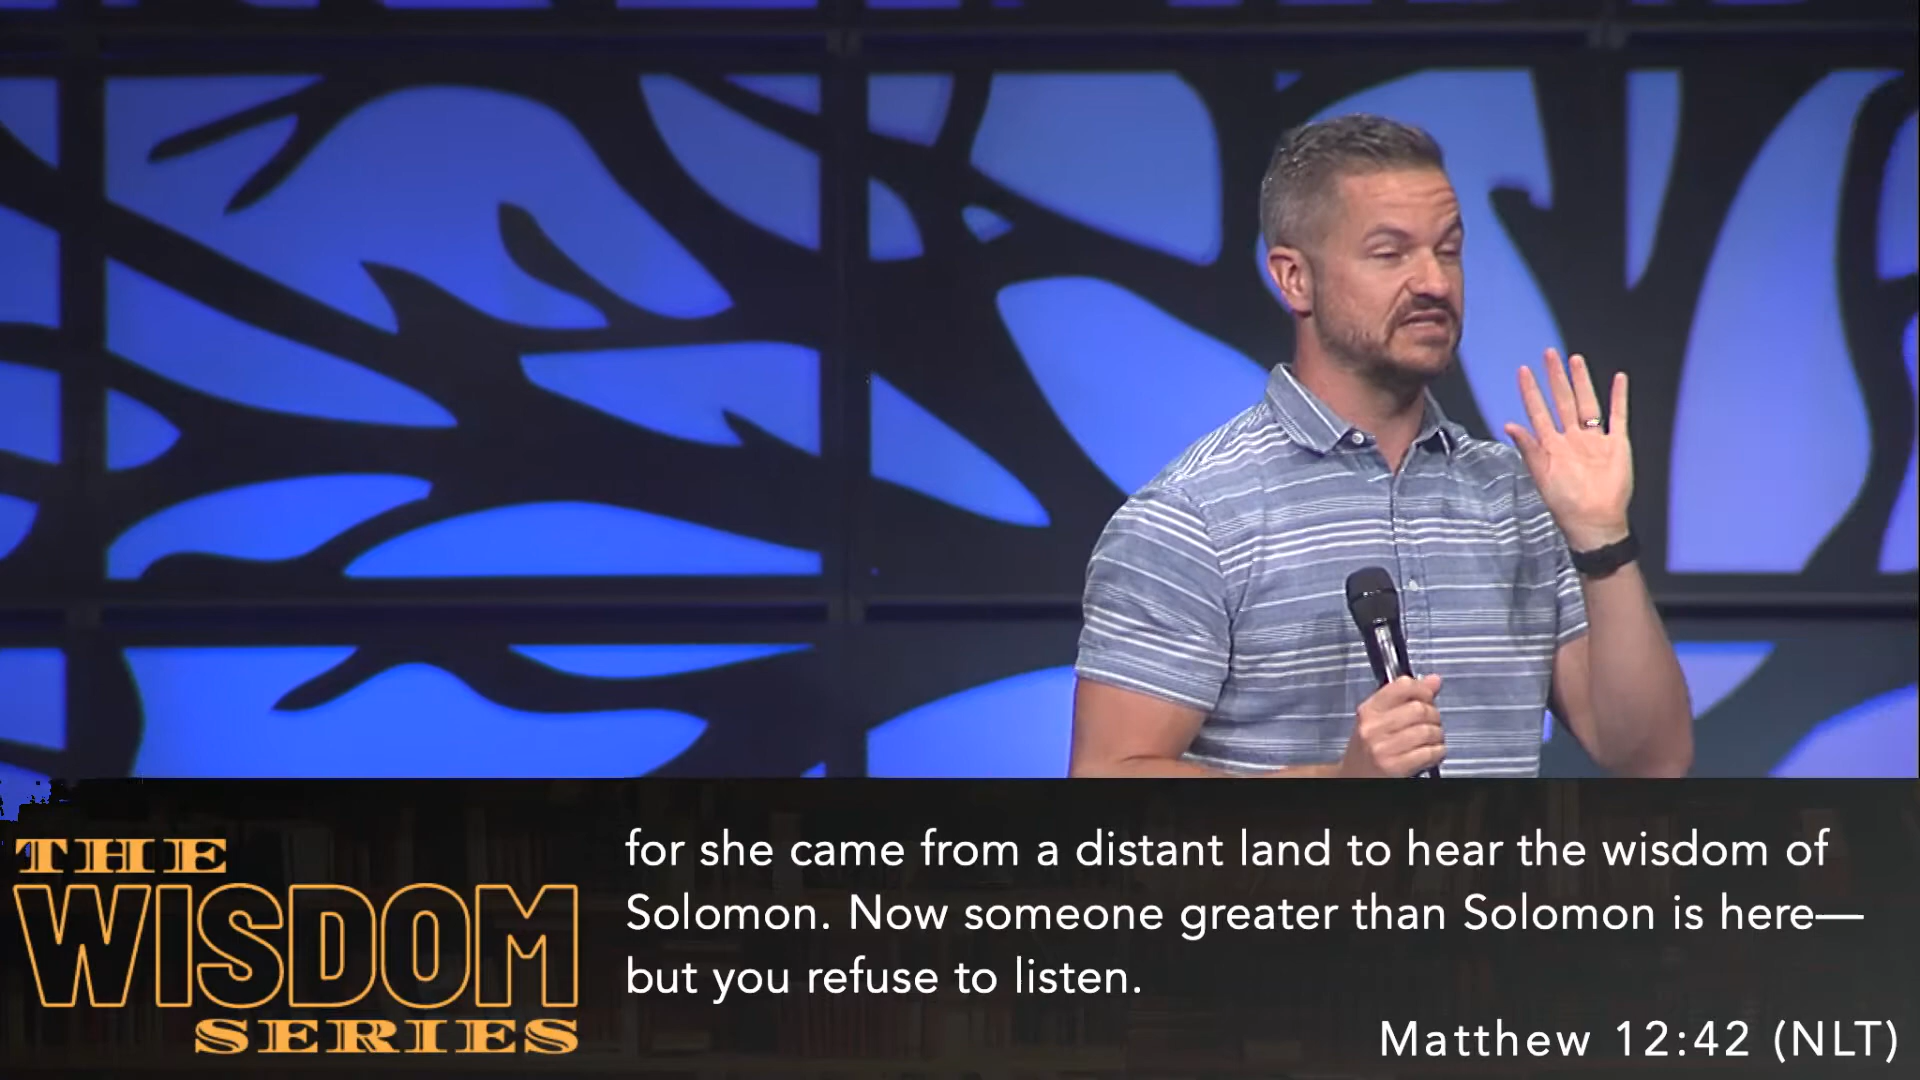 THE
WISDOM
SERIES
for she came from a distant land to hear the wisdom of
Solomon. Now someone greater than Solomon is here—
but you refuse to listen.
Matthew 12:42 (NLT)